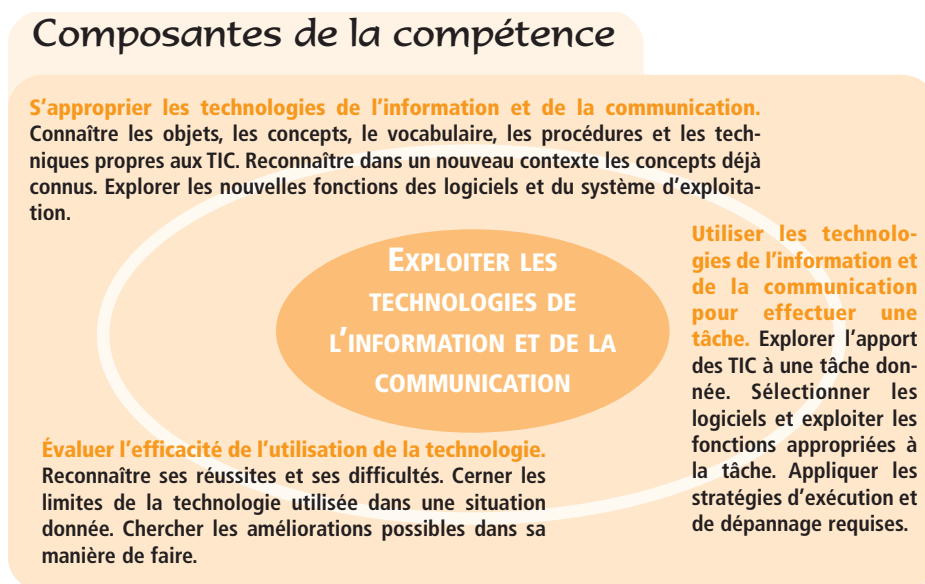 Composantes de la compétence
S'approprier les technologies de l'information et de la communication.
Connaître les objets, les concepts, le vocabulaire, les procédures et les tech-
niques propres aux TIC. Reconnaître dans un nouveau contexte les concepts déjà
connus. Explorer les nouvelles fonctions des logiciels et du système d'exploita-
tion.
Utiliser les technolo-
gies de l'information et
de la communication
pour effectuer une
tâche. Explorer l'apport
des TIC à une tâche don-
née. Sélectionner les
logiciels et exploiter les
fonctions appropriées à
la tâche. Appliquer les
stratégies d'exécution et
de dépannage requises.
EXPLOITER LES
TECHNOLOGIES DE
L'INFORMATION ET DE LA
COMMUNICATION
Évaluer l'efficacité de l'utilisation de la technologie.
Reconnaître ses réussites et ses difficultés. Cerner les
limites de la technologie utilisée dans une situation
donnée. Chercher les améliorations possibles dans sa
manière de faire.